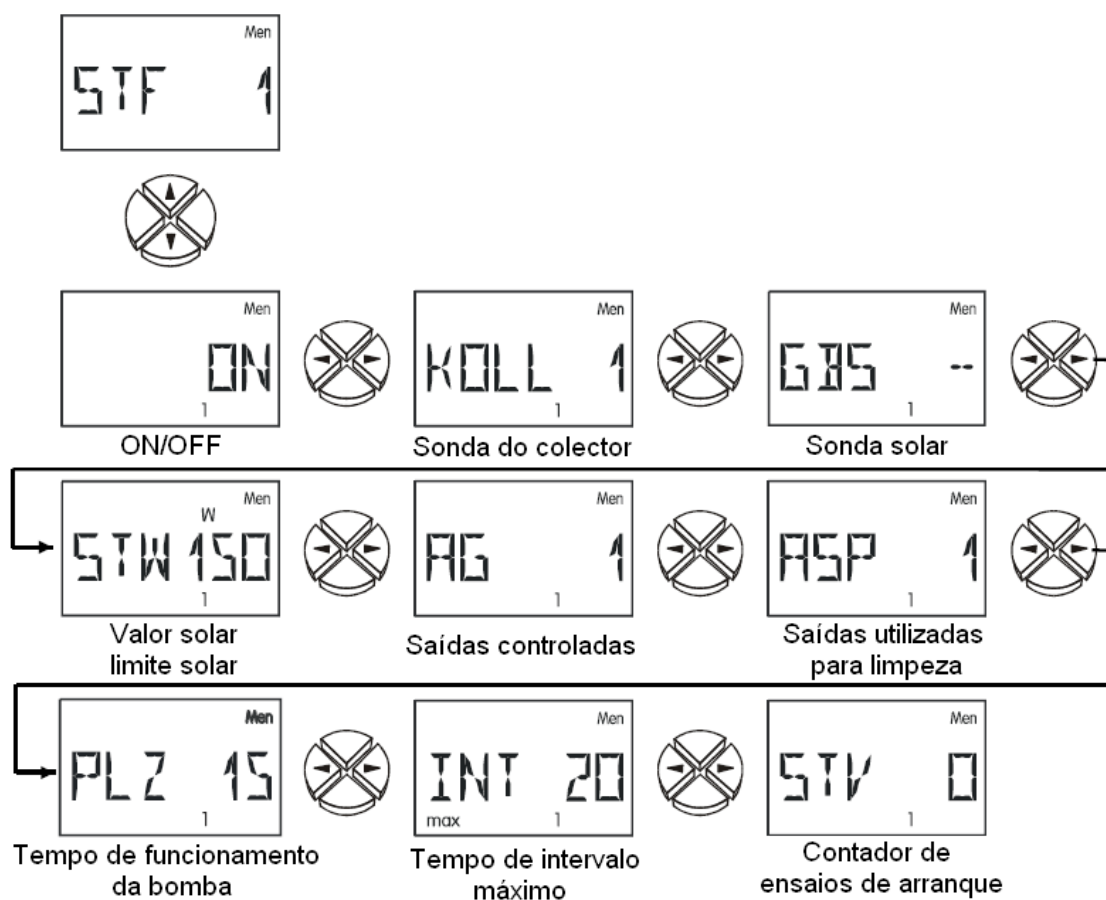 Men
STF 1
Men
ON
1
ON/OFF
Men
KOLL 1
1
Sonda do colector
Men
GBS --
1
Sonda solar
Men
W
STW 150
1
Valor solar
limite solar
Men
AG 1
1
Saídas controladas
Men
ASP 1
1
Saídas utilizadas
para limpeza
Men
PLZ 15
1
Tempo de funcionamento
da bomba
Men
INT 20
max 1
Tempo de intervalo
máximo
Men
STV 0
1
Contador de
ensaios de arranque